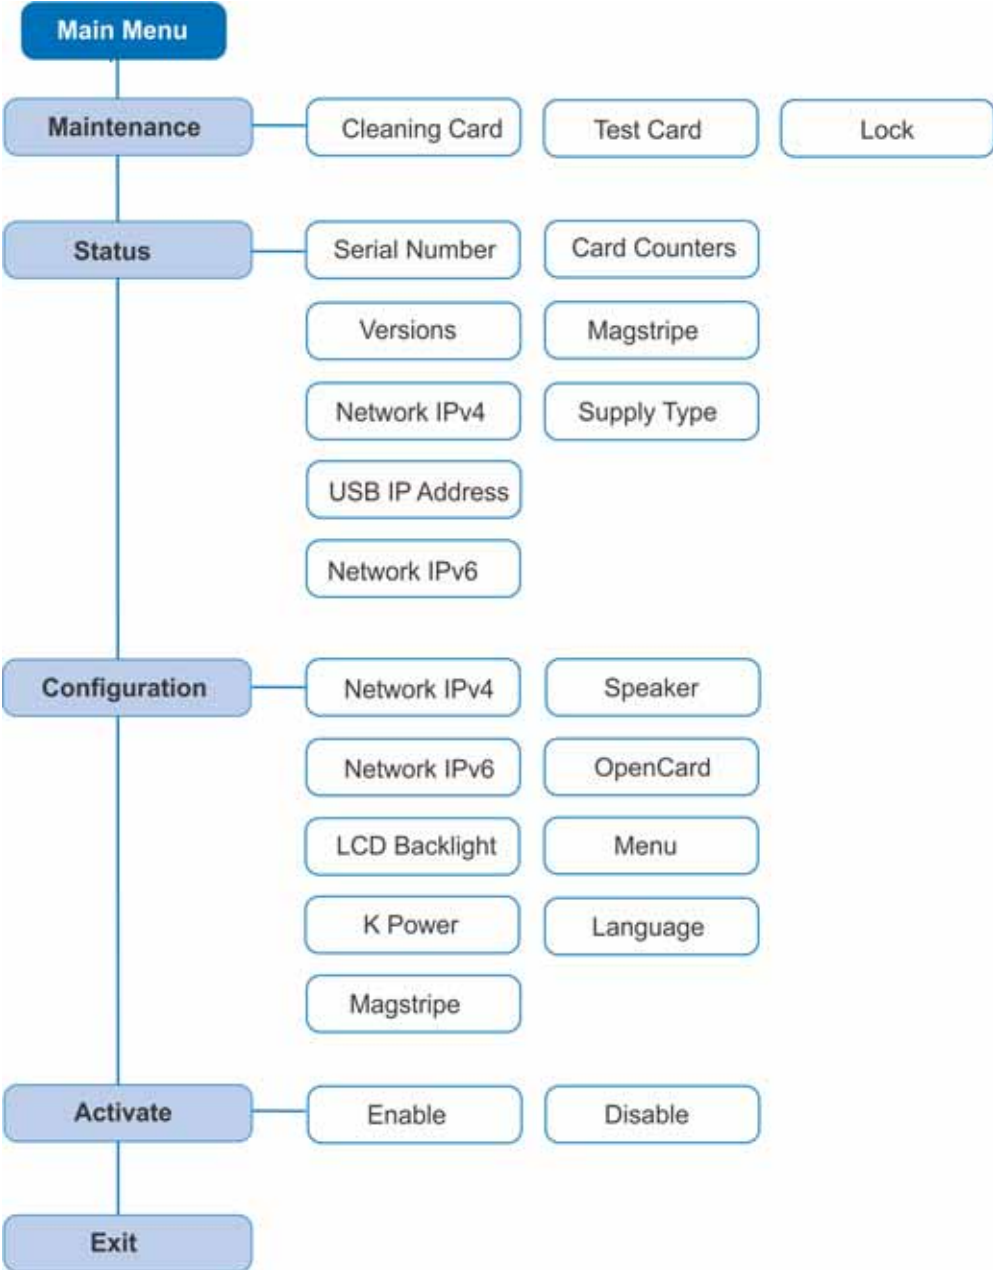 Main Menu
Maintenance
Cleaning Card
Test Card
Lock
Status
Serial Number
Card Counters
Versions
Magstripe
Network IPv4
Supply Type
USB IP Address
Network IPv6
Configuration
Network IPv4
Speaker
Network IPv6
OpenCard
LCD Backlight
Menu
K Power
Language
Magstripe
Activate
Enable
Disable
Exit